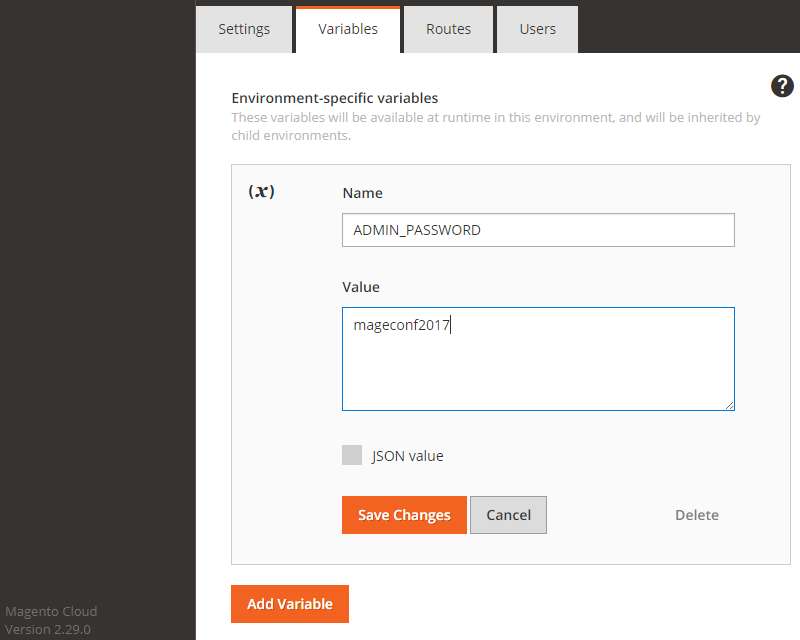 Settings Variables Routes Users
?
Environment-specific variables
These variables will be available at runtime in this environment, and will be inherited by
child environments.
(x)
Name
ADMIN_PASSWORD
Value
mageconf2017
JSON value
Save Changes Cancel Delete
Add Variable
Magento Cloud
Version 2.29.0